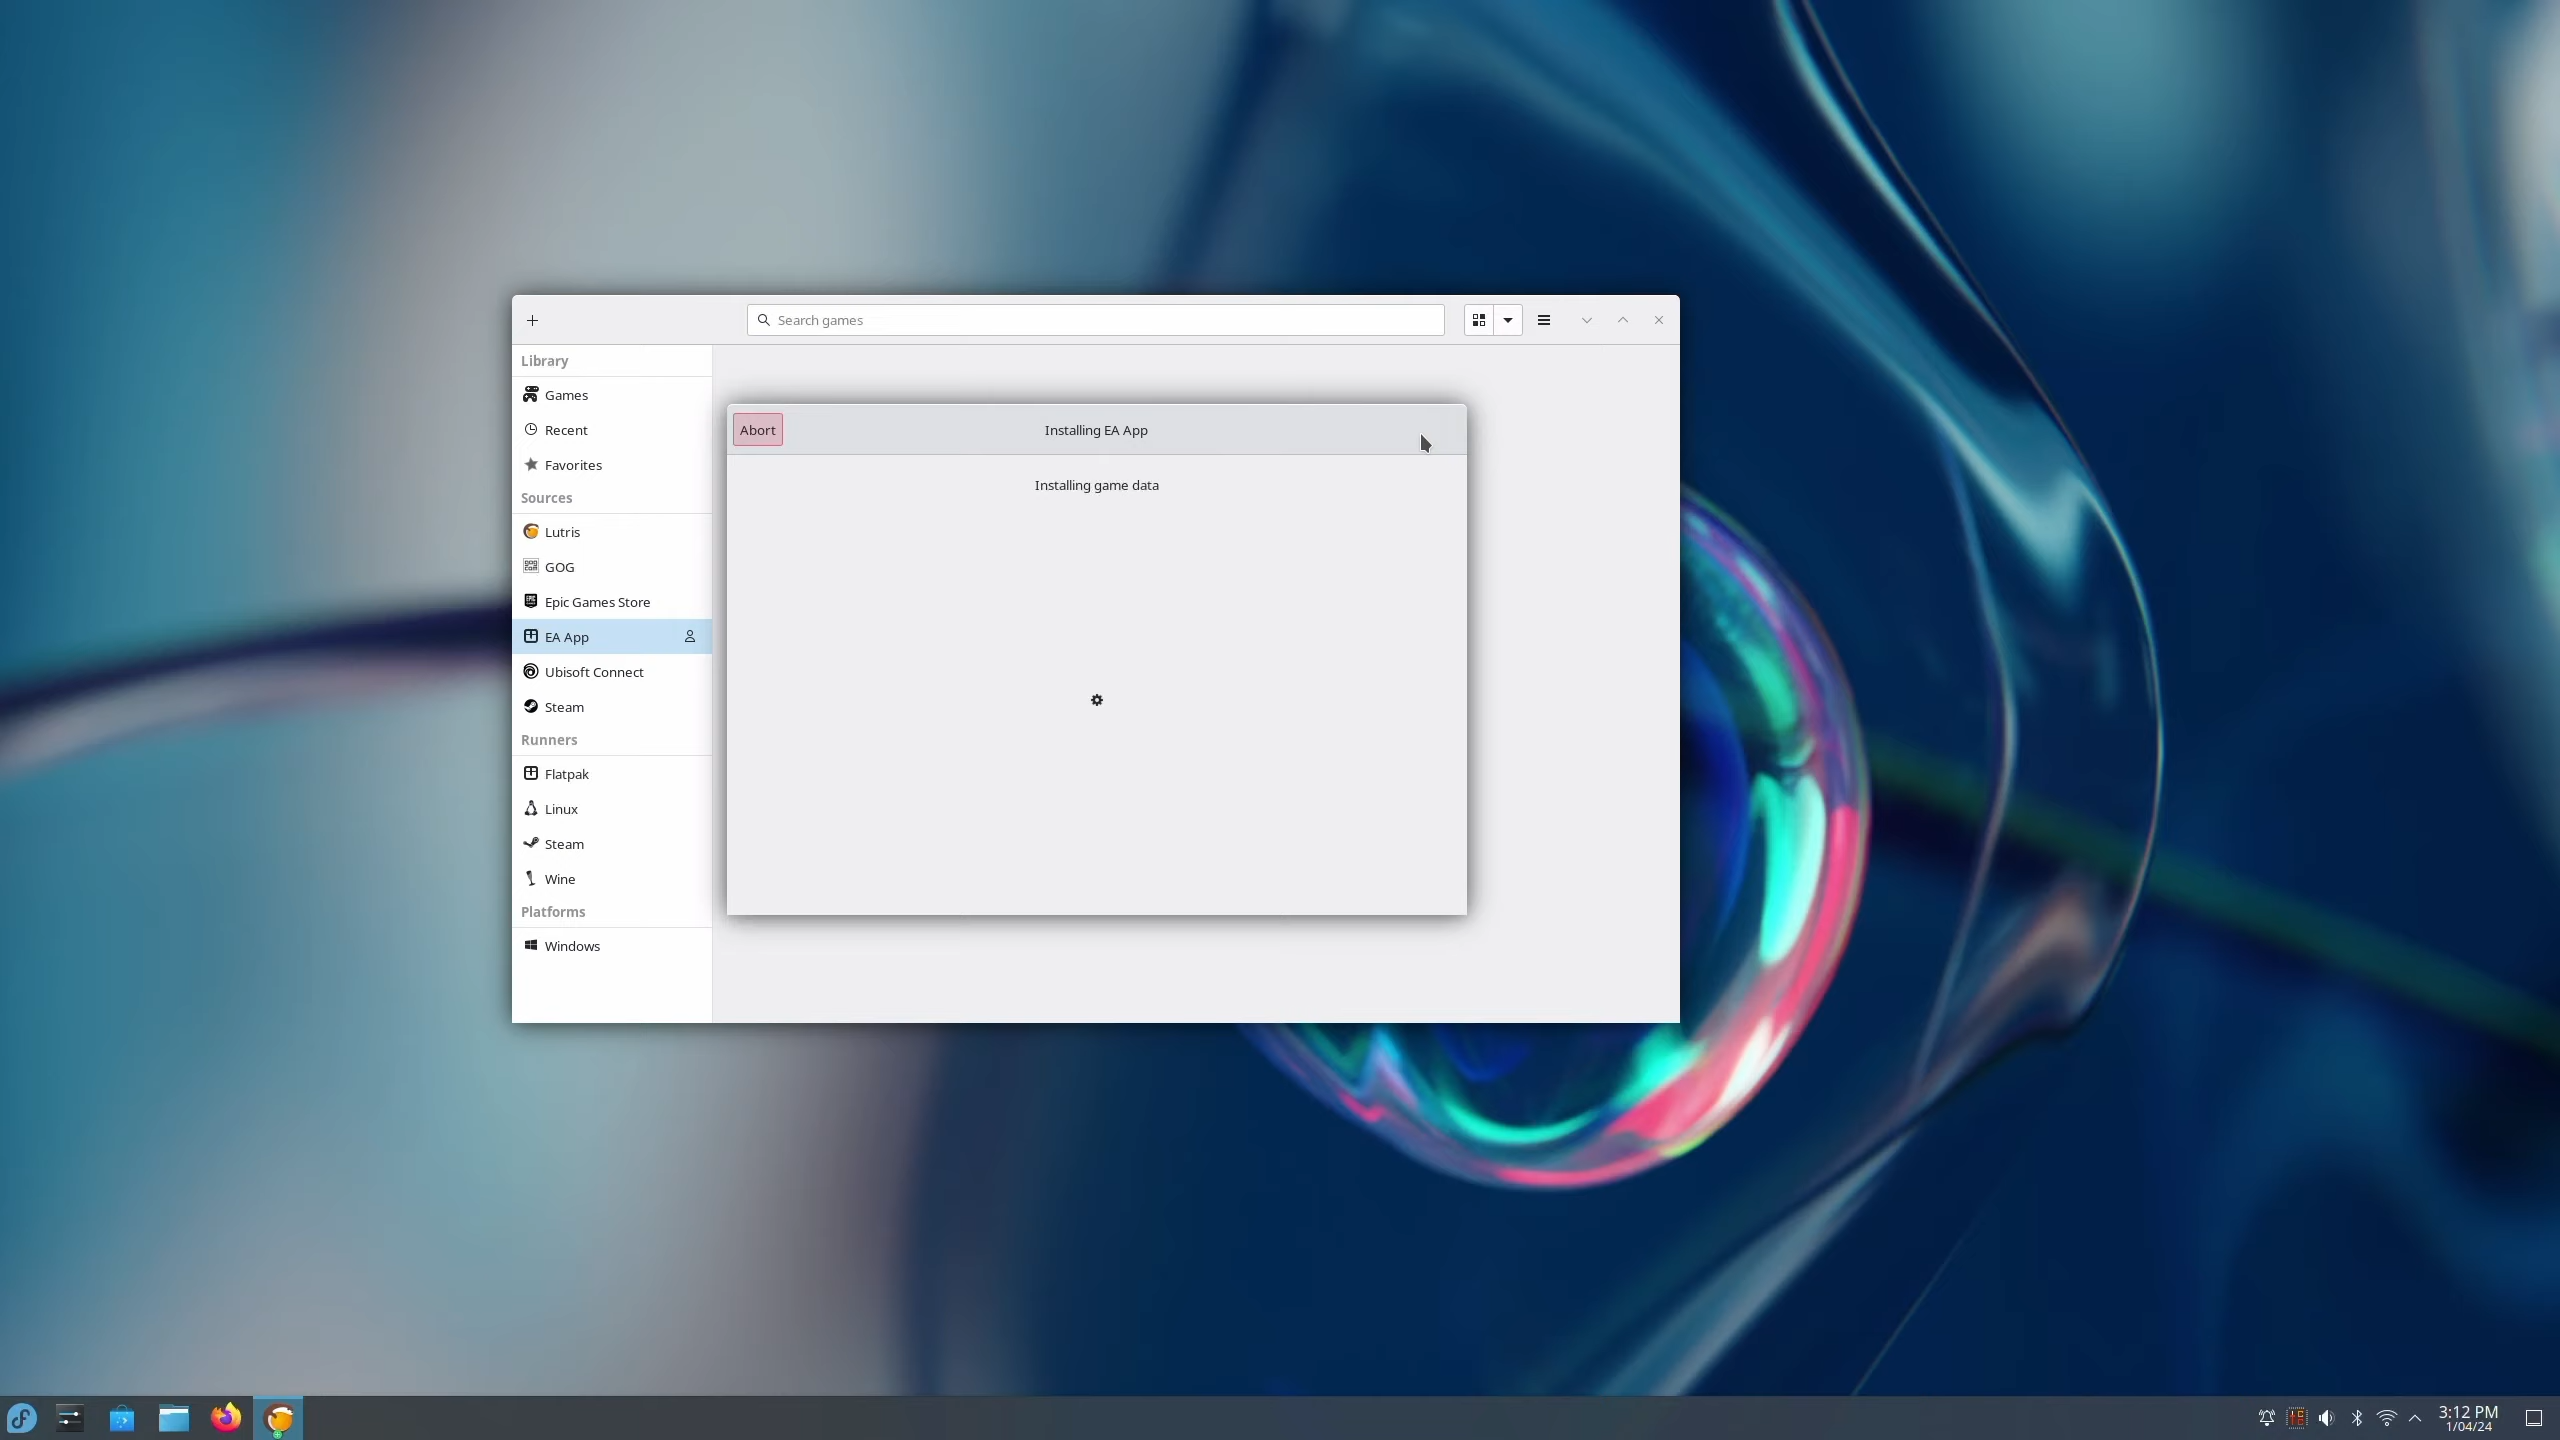 Search games
Library
Games
Recent
Favorites
Sources
Lutris
GOG
Epic Games Store
EA App
Ubisoft Connect
Steam
Runners
Flatpak
Linux
Steam
Wine
Platforms
Windows
Abort
Installing EA App
Installing game data
3:12 PM
1/04/24